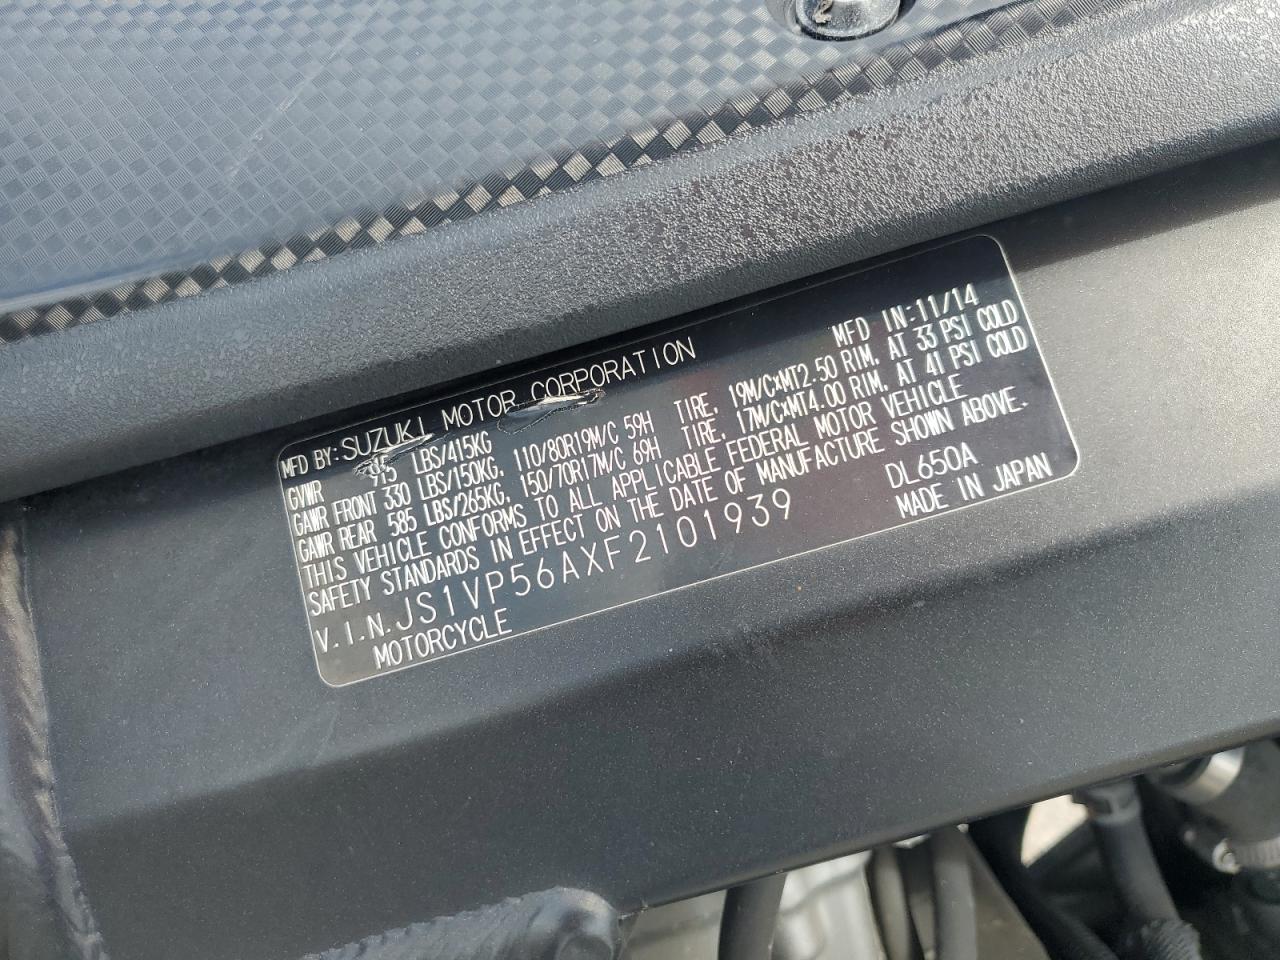 MFD BY: SUZUKI MOTOR CORPORATION MFD IN: 11/14
GVWR 915 LBS/415KG
GAWR FRONT 330 LBS/150KG, 110/80R19M/C 59H TIRE, 19M/CxMT2.50 RIM, AT 33 PSI COLD
GAWR REAR 585 LBS/265KG, 150/70R17M/C 69H TIRE, 17M/CxMT4.00 RIM, AT 41 PSI COLD
THIS VEHICLE CONFORMS TO ALL APPLICABLE FEDERAL MOTOR VEHICLE
SAFETY STANDARDS IN EFFECT ON THE DATE OF MANUFACTURE SHOWN ABOVE.
V.I.N. JS1VP56AXF2101939 DL650A
MOTORCYCLE MADE IN JAPAN